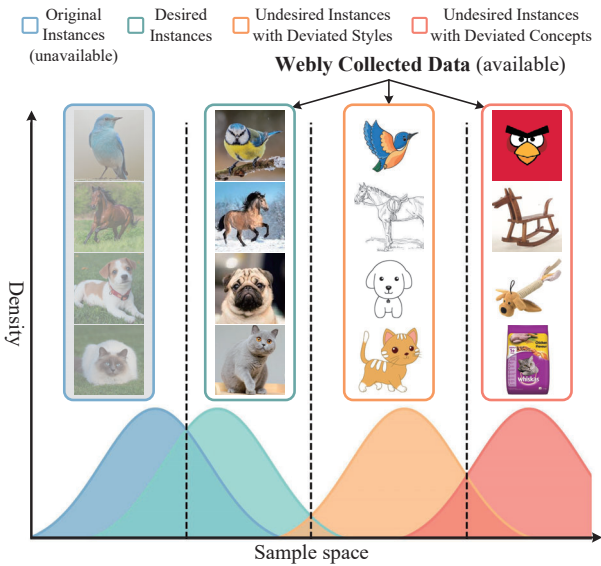 Original
Instances
(unavailable)
Desired
Instances
Undesired Instances
with Deviated Styles
Undesired Instances
with Deviated Concepts
Webly Collected Data (available)
Density
whiskas
Sample space